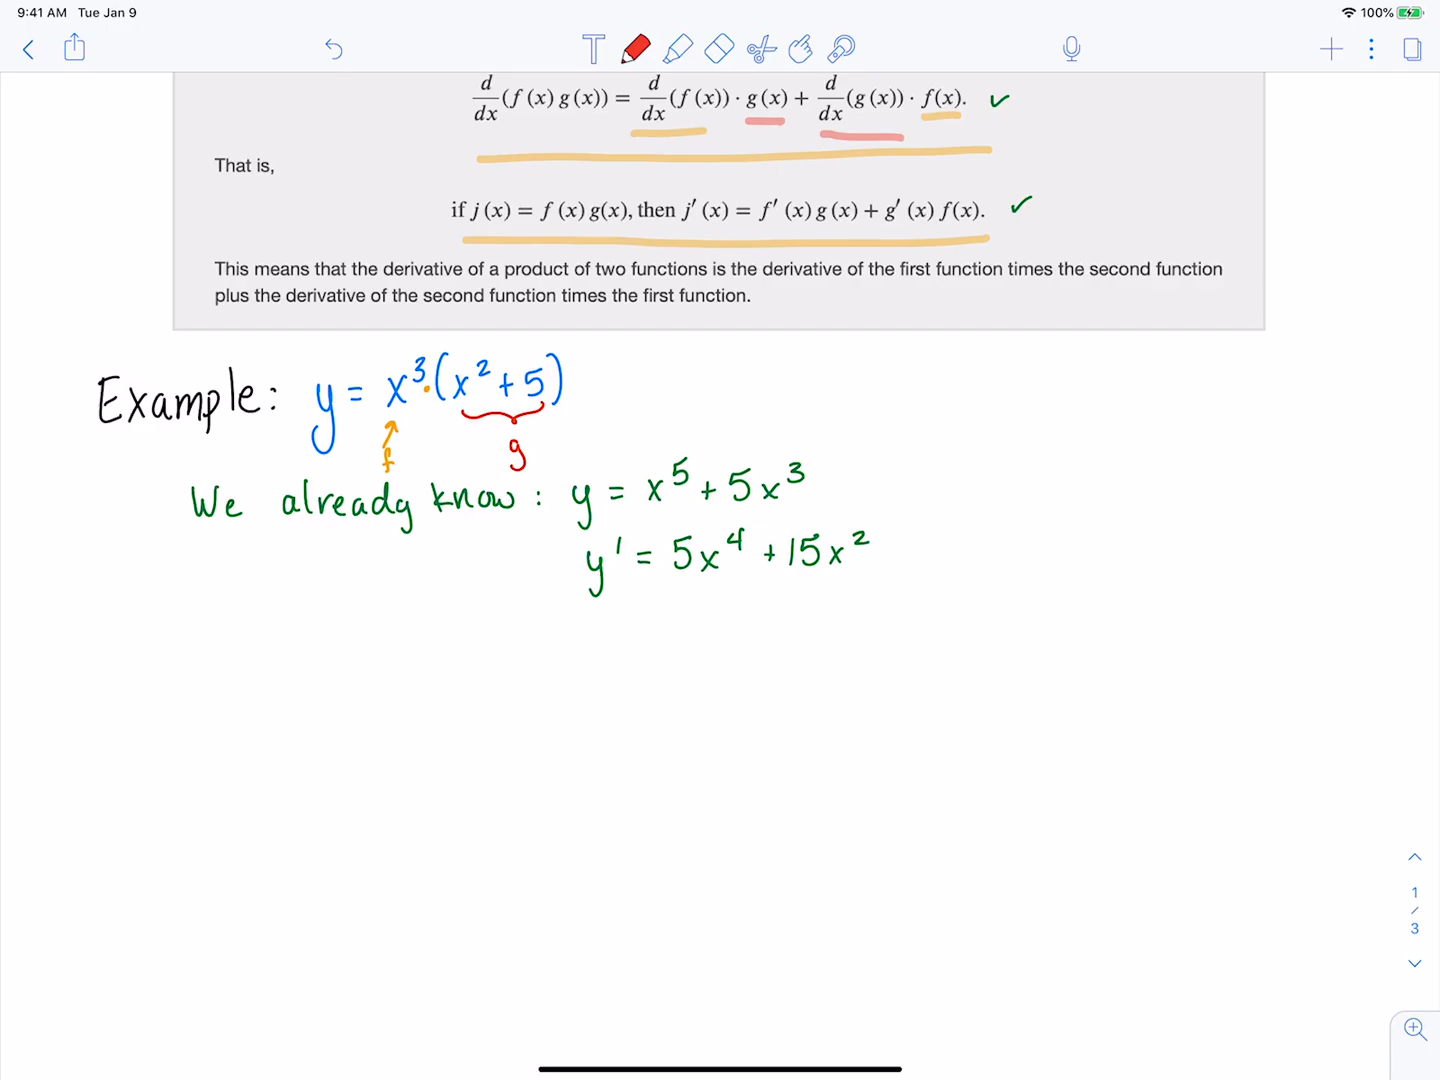 9:41 AM Tue Jan 9 100%
d/dx (f (x) g (x)) = d/dx (f (x)) · g (x) + d/dx (g (x)) · f(x). ✓
That is,
if j (x) = f (x) g(x), then j′ (x) = f′ (x) g (x) + g′ (x) f(x). ✓
This means that the derivative of a product of two functions is the derivative of the first function times the second function
plus the derivative of the second function times the first function.
Example: y = x³·(x² + 5)
f g
We already know: y = x⁵ + 5x³
y' = 5x⁴ + 15x²
1
/
3